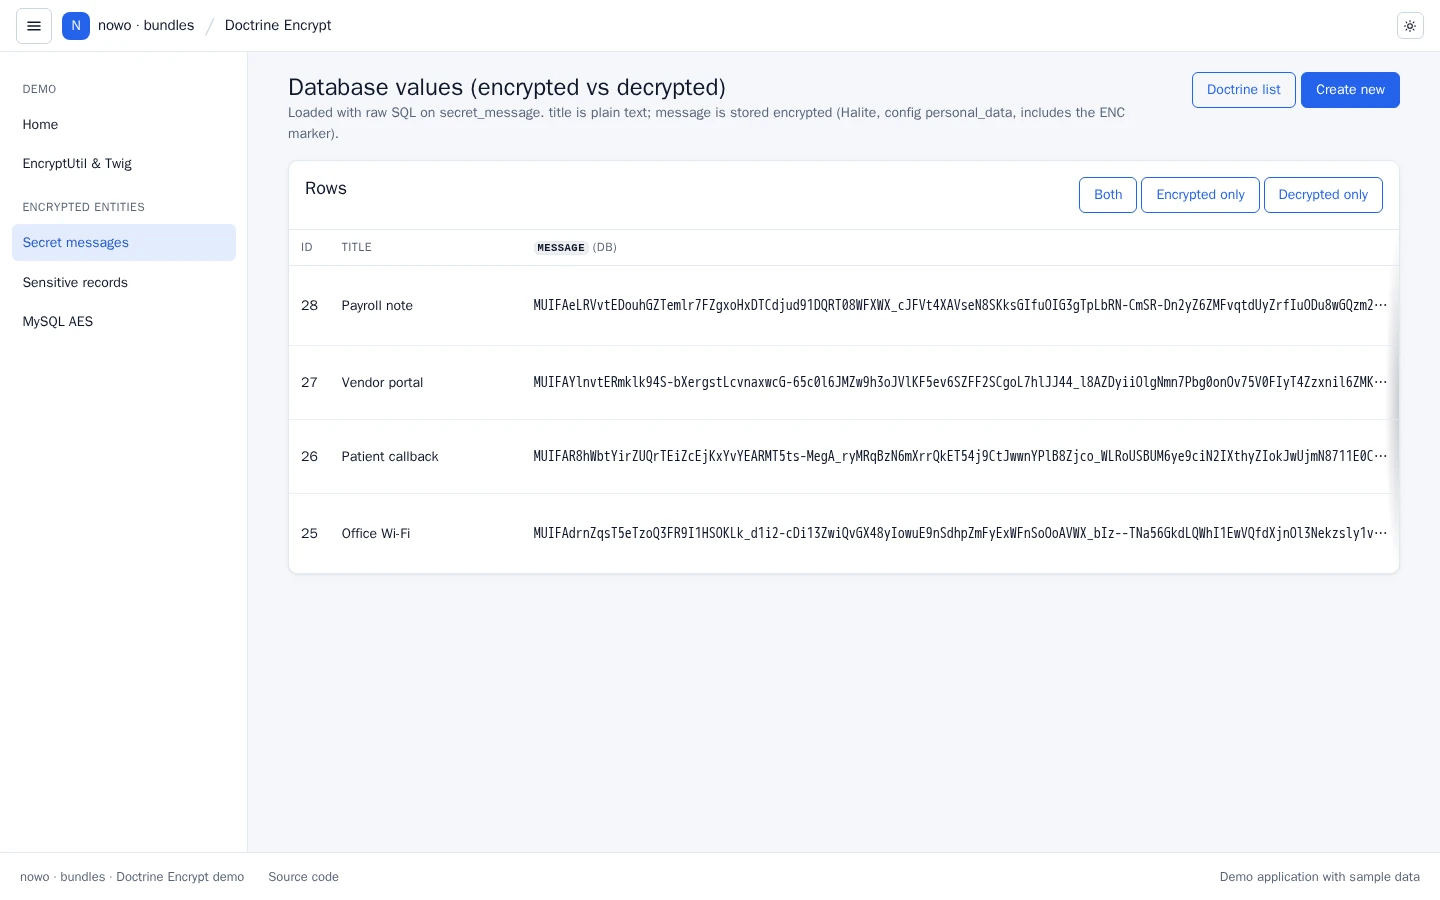 N nowo · bundles / Doctrine Encrypt
DEMO
Home
EncryptUtil & Twig
ENCRYPTED ENTITIES
Secret messages
Sensitive records
MySQL AES
Database values (encrypted vs decrypted)
Loaded with raw SQL on secret_message. title is plain text; message is stored encrypted (Halite, config personal_data, includes the ENC
marker).
Doctrine list
Create new
Rows
Both
Encrypted only
Decrypted only
ID TITLE MESSAGE (DB)
28 Payroll note
27 Vendor portal
26 Patient callback
25 Office Wi-Fi
nowo · bundles · Doctrine Encrypt demo
Source code
Demo application with sample data